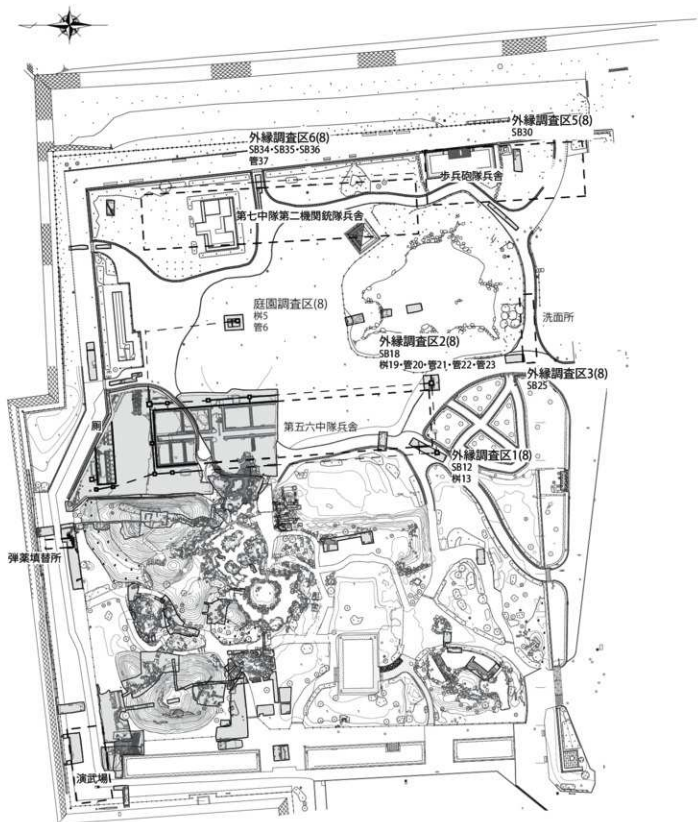 外縁調査区5(8)
SB30
外縁調査区6(8)
SB34・SB35・SB36
管37
歩兵砲隊兵舎
第七中隊第二機関銃隊兵舎
庭園調査区(8)
桝5
管6
洗面所
外縁調査区2(8)
SB18
桝19・管20・管21・管22・管23
外縁調査区3(8)
SB25
厠
第五六中隊兵舎
外縁調査区1(8)
SB12
桝13
弾薬填替所
演武場